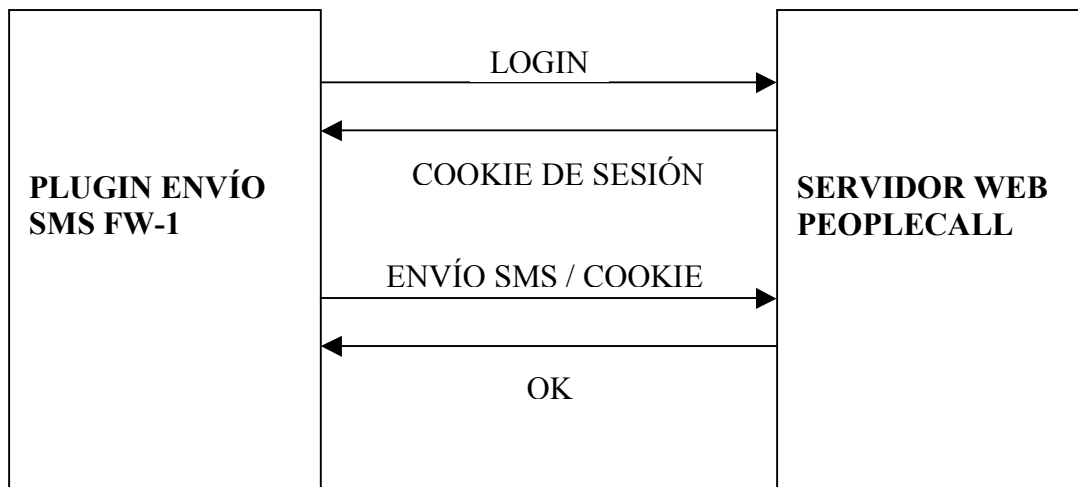 LOGIN
COOKIE DE SESIÓN
PLUGIN ENVÍO
SMS FW-1
SERVIDOR WEB
PEOPLECALL
ENVÍO SMS / COOKIE
OK